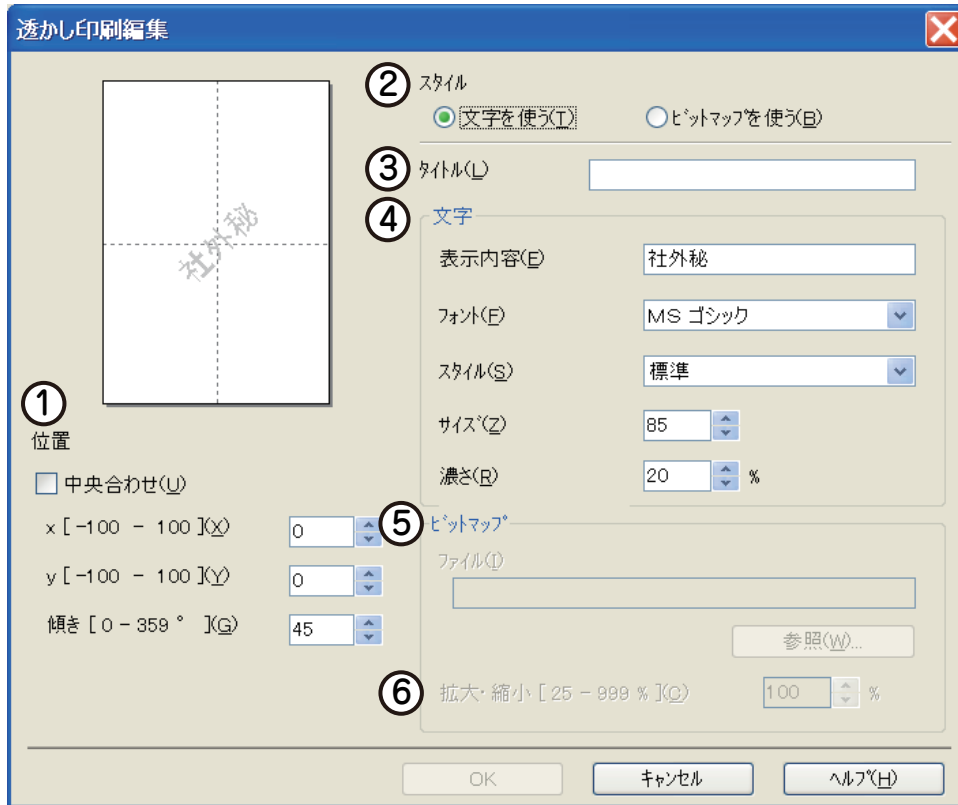 透かし印刷編集
②
スタイル
文字を使う(T)
ビットマップを使う(B)
③
タイトル(L)
④
文字
表示内容(E)
社外秘
フォント(F)
MS ゴシック
スタイル(S)
標準
サイズ(Z)
85
濃さ(R)
20
%
社外秘
①
位置
中央合わせ(U)
x [ -100 - 100 ](X)
0
y [ -100 - 100 ](Y)
0
傾き [ 0 - 359 ° ](G)
45
⑤
ビットマップ
ファイル(I)
参照(W)...
⑥
拡大・縮小 [ 25 - 999 % ](C)
100
%
OK
キャンセル
ヘルプ(H)